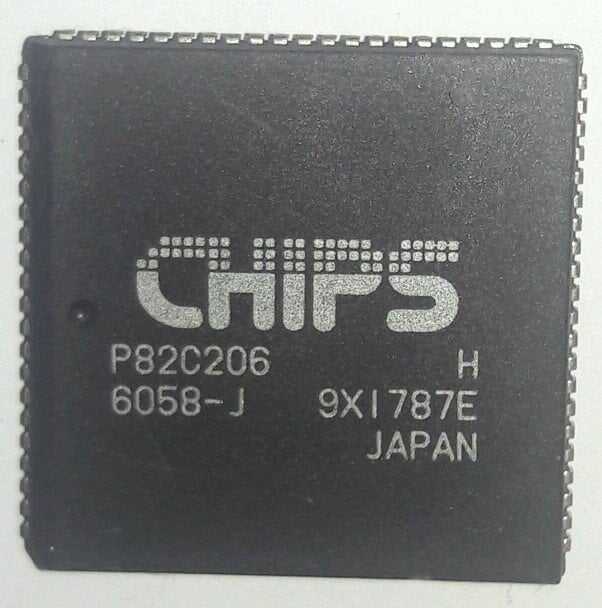 CHIPS
P82C206 H
6058-J 9X1787E
JAPAN